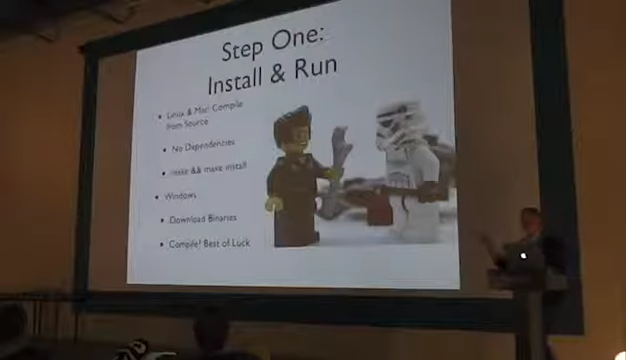 Step One:
Install & Run
• Linux & Mac! Compile
from Source
• No Dependencies
• make && make install
• Windows
• Download Binaries
• Compile? Best of Luck